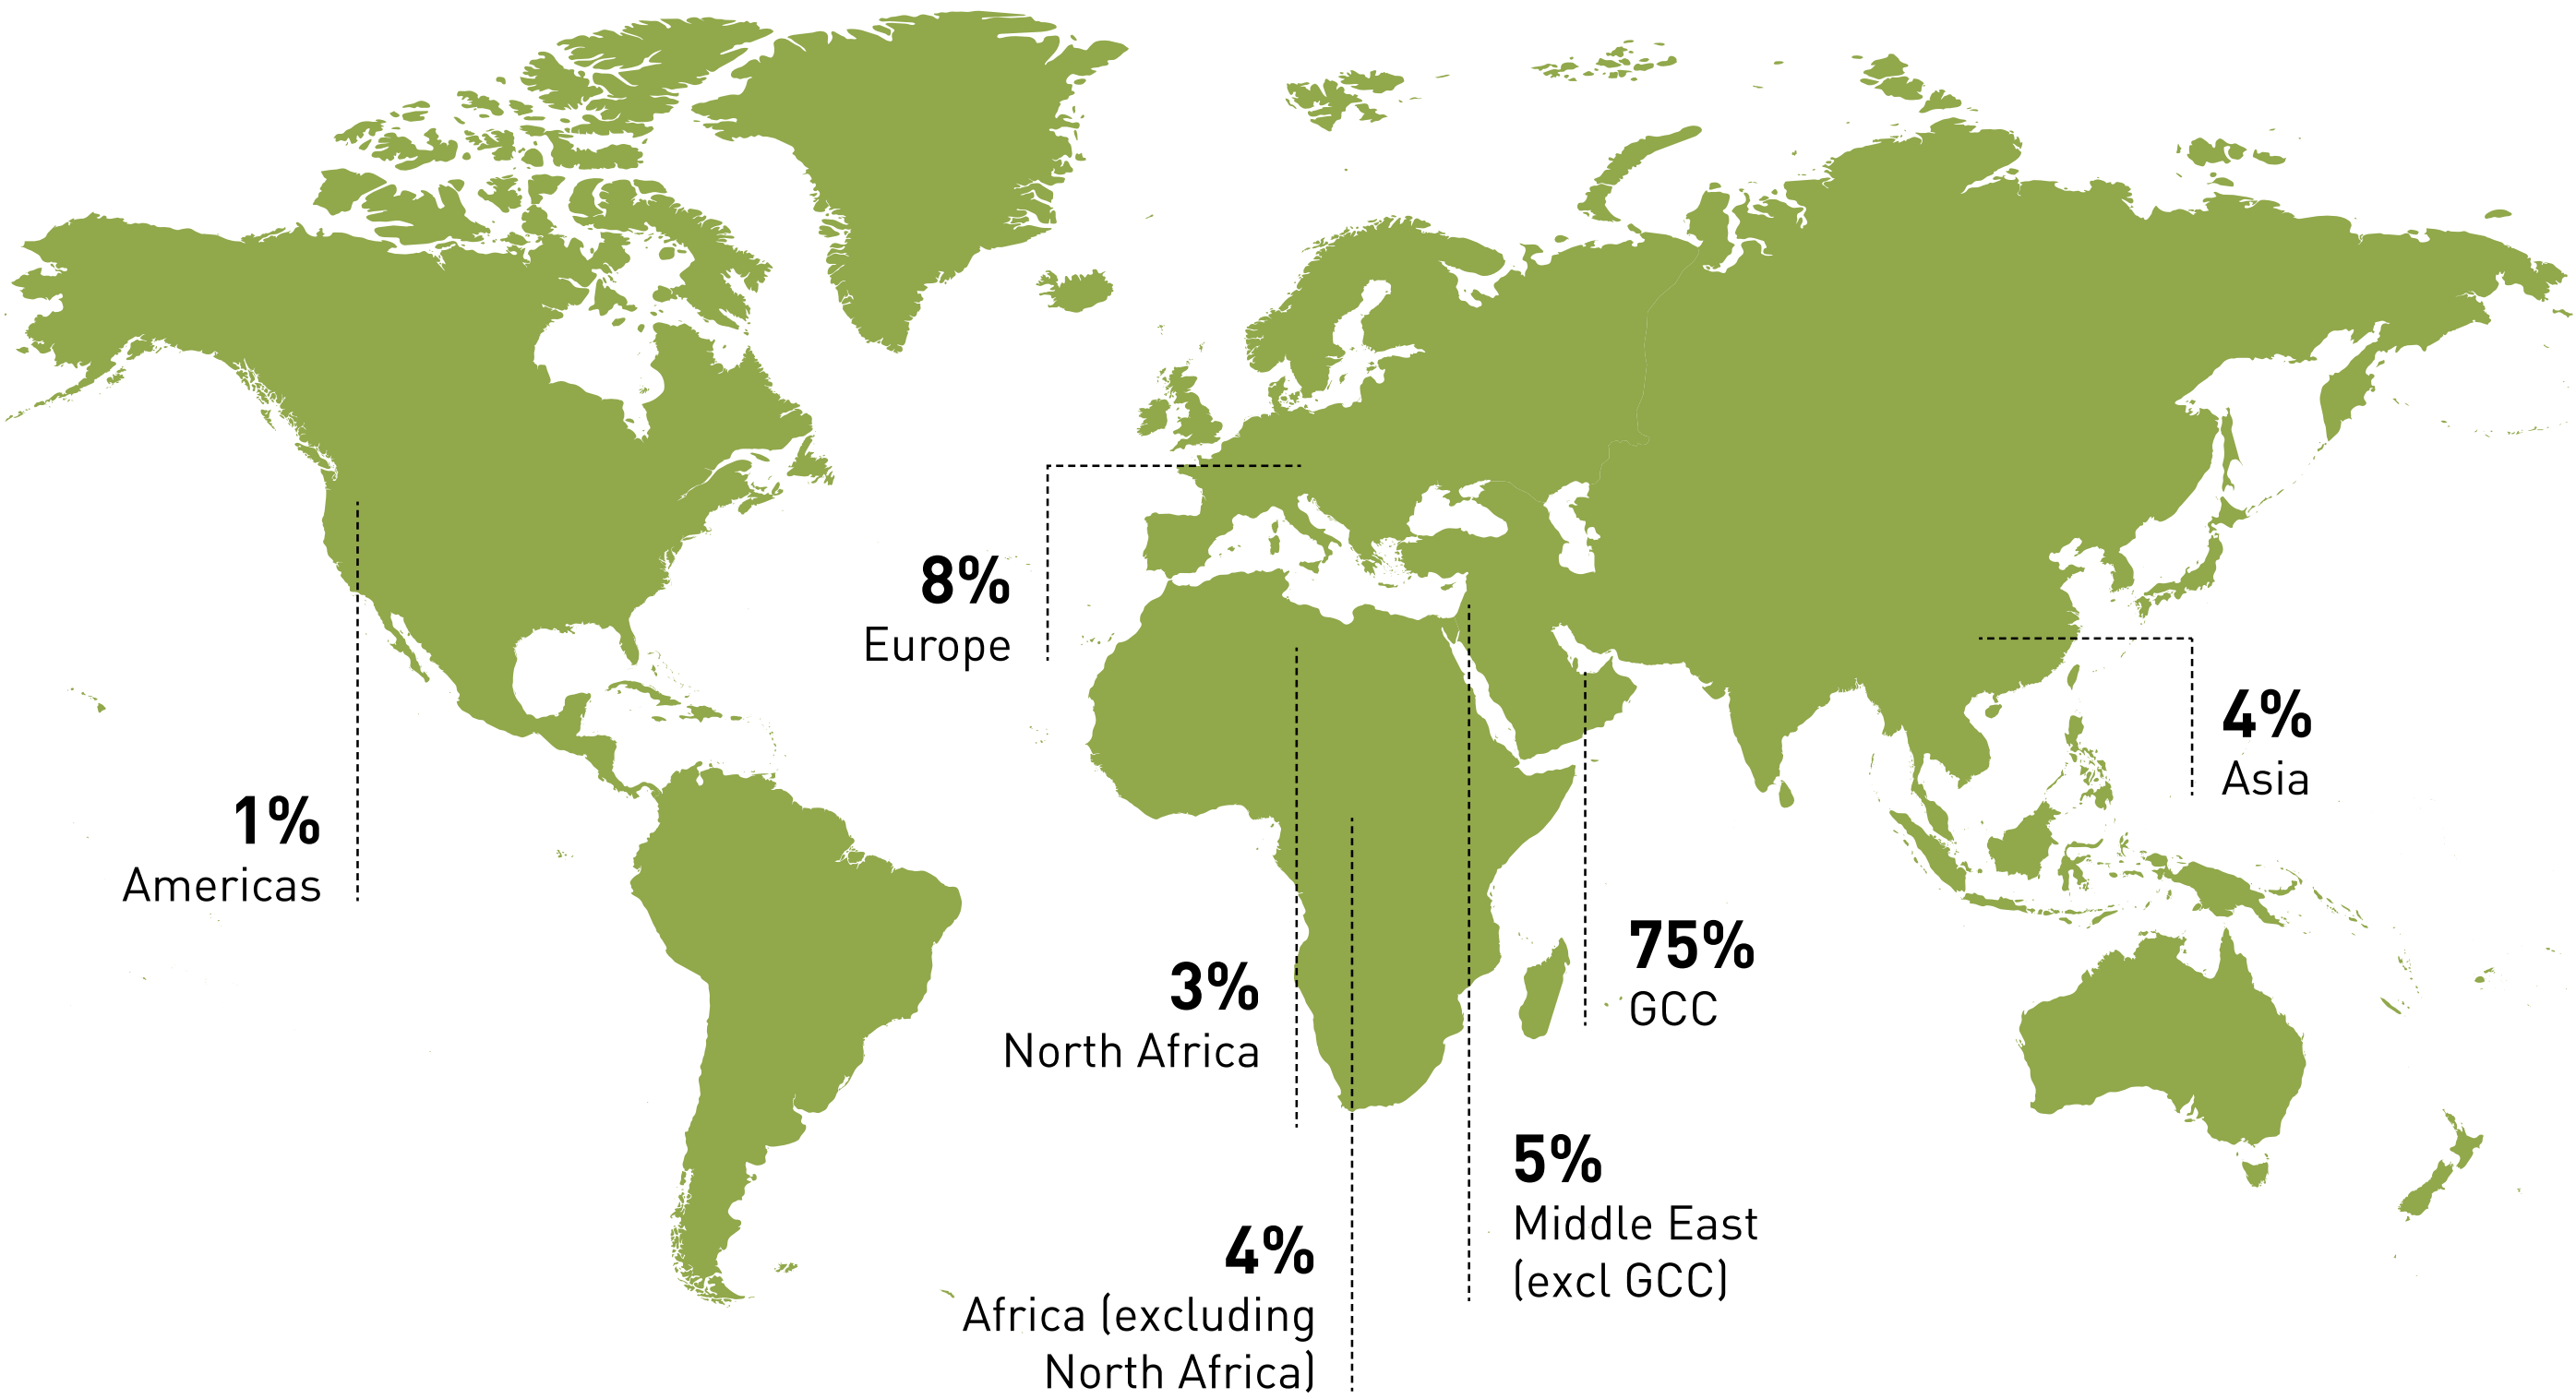 8%
Europe
4%
Asia
1%
Americas
75%
GCC
3%
North Africa
5%
Middle East
(excl GCC)
4%
Africa (excluding
North Africa)